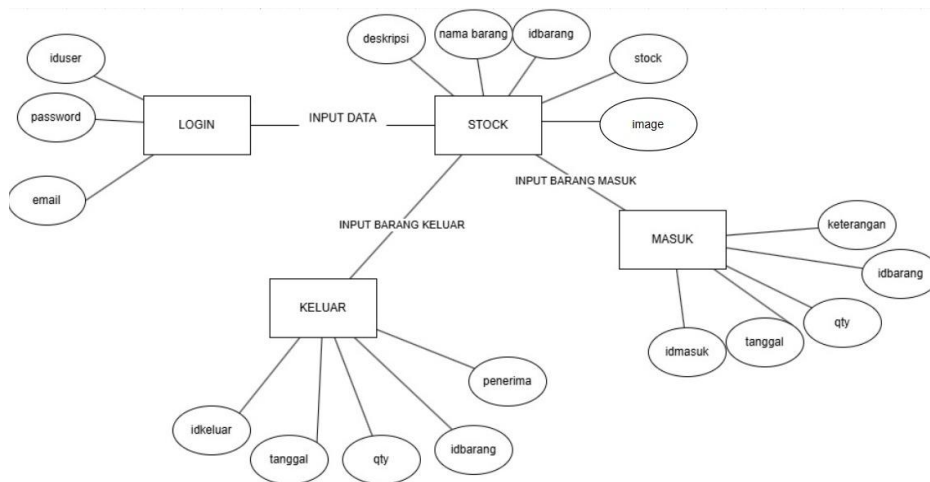 deskripsi
nama barang
idbarang
stock
iduser
password
LOGIN
INPUT DATA
STOCK
image
email
INPUT BARANG MASUK
INPUT BARANG KELUAR
MASUK
keterangan
idbarang
qty
tanggal
idmasuk
KELUAR
penerima
idkeluar
tanggal
qty
idbarang